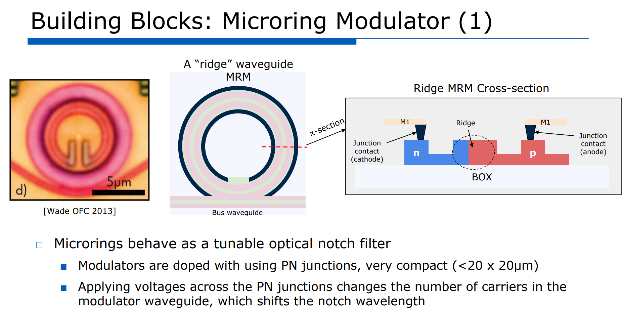 Building Blocks: Microring Modulator (1)
A “ridge” waveguide
MRM
x-section
Ridge MRM Cross-section
M1
Ridge
M1
Junction
contact
(cathode)
n
p
Junction
contact
(anode)
BOX
d)
5μm
[Wade OFC 2013]
Bus waveguide
Microrings behave as a tunable optical notch filter
Modulators are doped with using PN junctions, very compact (<20 x 20μm)
Applying voltages across the PN junctions changes the number of carriers in the
modulator waveguide, which shifts the notch wavelength